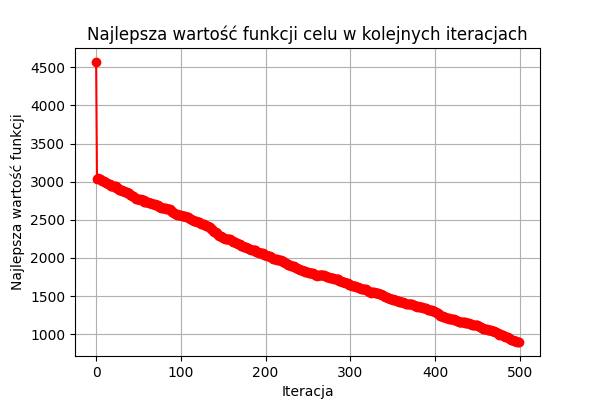 Najlepsza wartość funkcji celu w kolejnych iteracjach
Najlepsza wartość funkcji
4500
4000
3500
3000
2500
2000
1500
1000
0 100 200 300 400 500
Iteracja